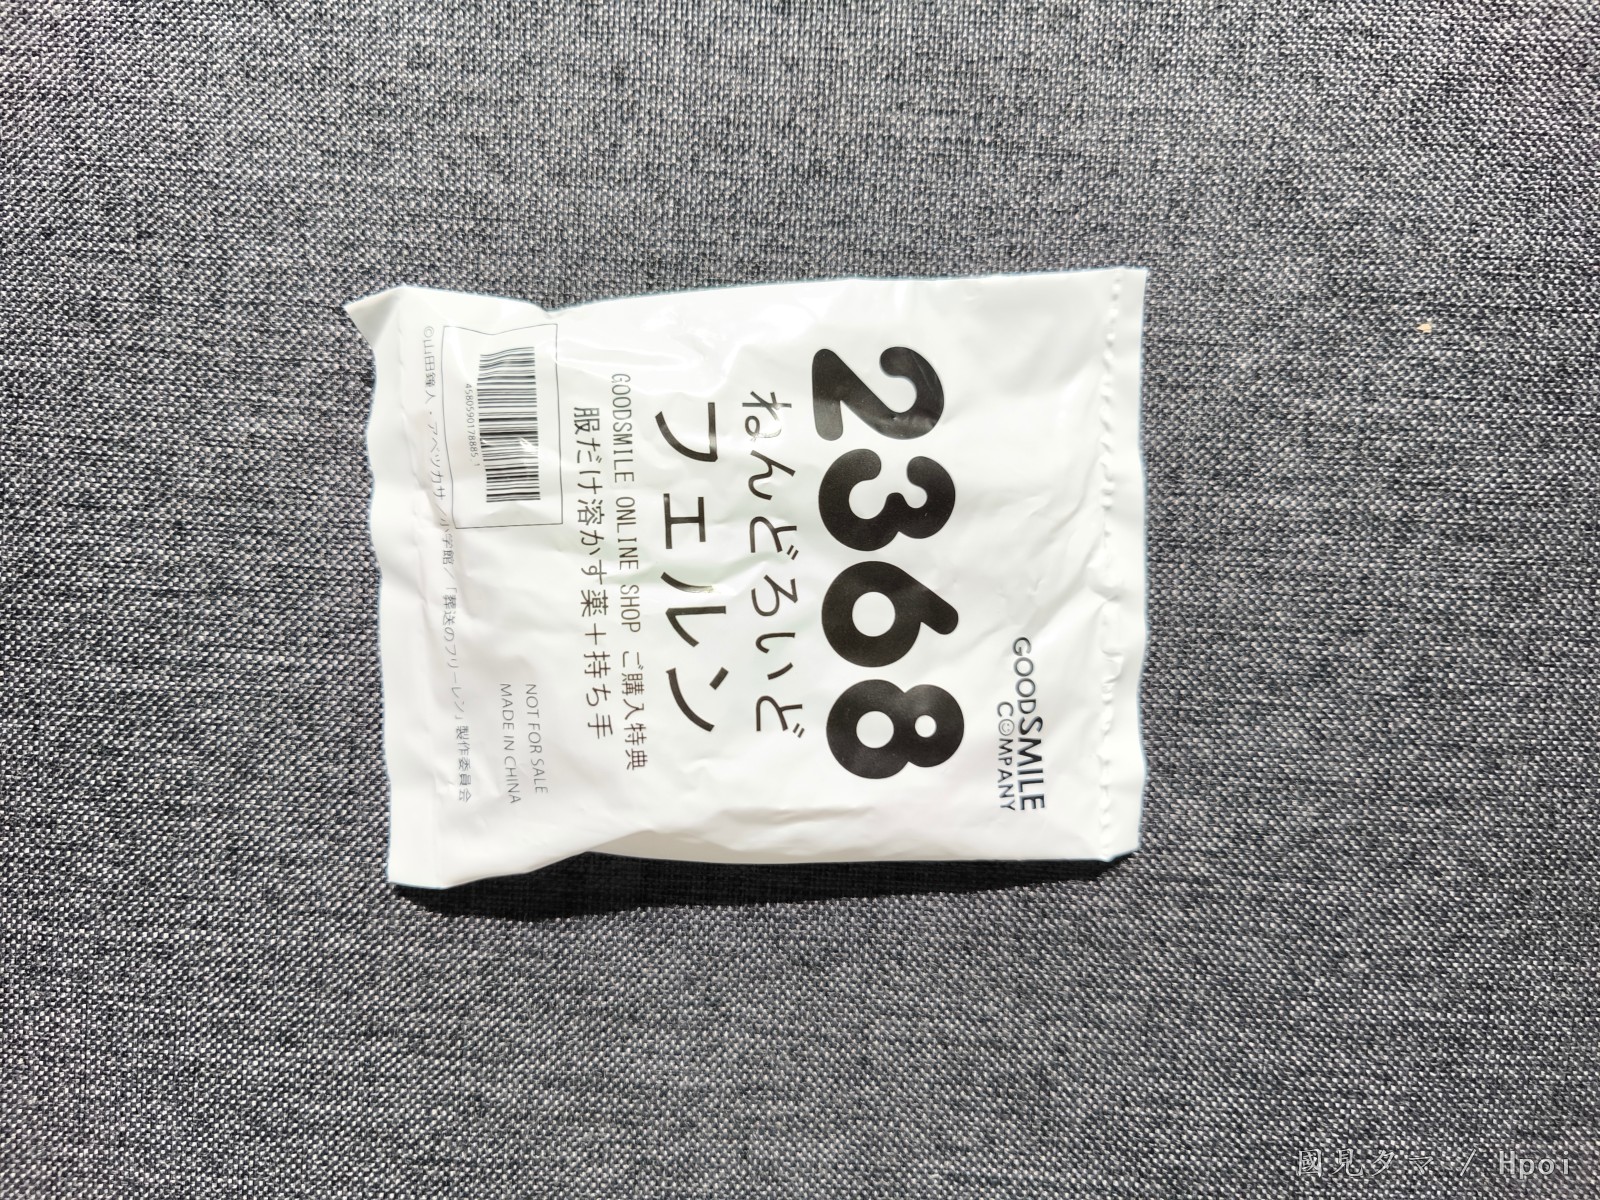 GOODSMILE
COMPANY
2368
ねんどろいど
フェルン
GOODSMILE ONLINE SHOP ご購入特典
服だけ溶かす薬＋持ち手
4580590178885
NOT FOR SALE
MADE IN CHINA
©山田鐘人・アベツカサ／小学館／「葬送のフリーレン」製作委員会
國見タマ / Hpoi